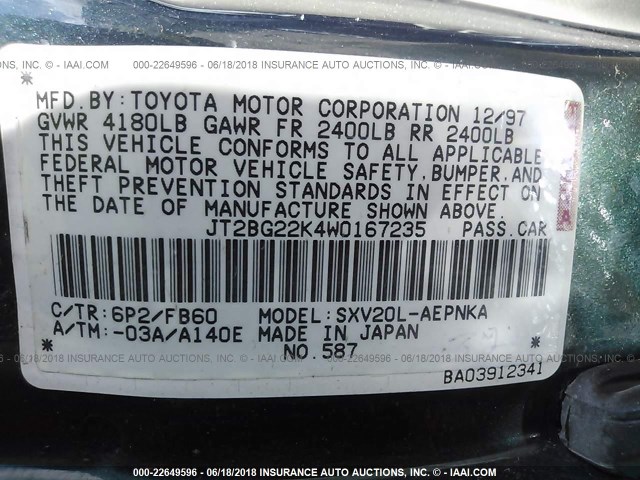 AUCTIONS. - © IAAI.COM 000-22649596 - 06/18/2018 INSURANCE AUTO AUCTIONS, INC. - © IAAI.COM 000-22649596
MFD.BY:TOYOTA MOTOR CORPORATION 12/97
GVWR 4180LB GAWR FR 2400LB RR 2400LB
THIS VEHICLE CONFORMS TO ALL APPLICABLE
FEDERAL MOTOR VEHICLE SAFETY,BUMPER,AND
THEFT PREVENTION STANDARDS IN EFFECT ON
THE DATE OF MANUFACTURE SHOWN ABOVE.
JT2BG22K4W0167235 PASS.CAR
C/TR:6P2/FB60 MODEL:SXV20L-AEPNKA
A/TM:-03A/A140E MADE IN JAPAN
NO.587
BA03912341
000-22649596 - 06/18/2018 - INSURANCE AUTO AUCTIONS, INC. - © IAAI.COM